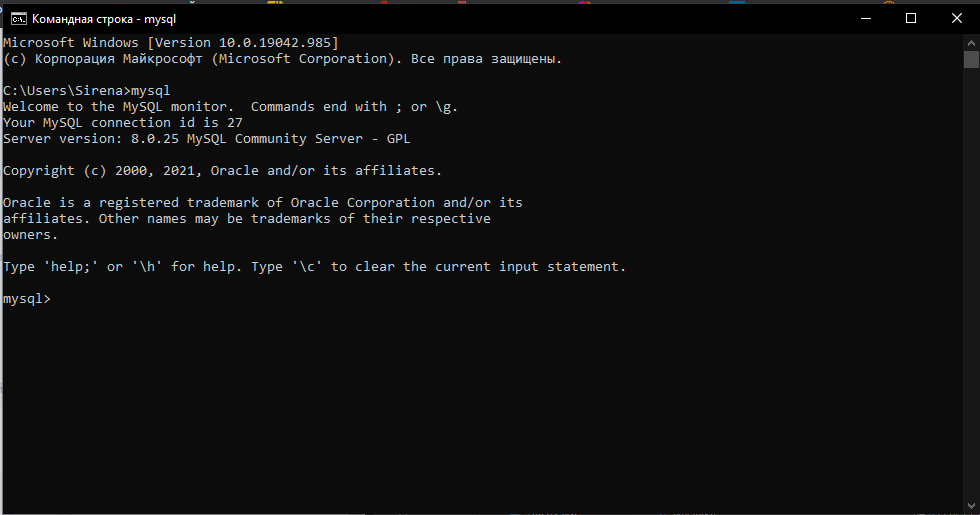 Командная строка - mysql
Microsoft Windows [Version 10.0.19042.985]
(c) Корпорация Майкрософт (Microsoft Corporation). Все права защищены.
C:\Users\Sirena>mysql
Welcome to the MySQL monitor.  Commands end with ; or \g.
Your MySQL connection id is 27
Server version: 8.0.25 MySQL Community Server - GPL
Copyright (c) 2000, 2021, Oracle and/or its affiliates.
Oracle is a registered trademark of Oracle Corporation and/or its
affiliates. Other names may be trademarks of their respective
owners.
Type 'help;' or '\h' for help. Type '\c' to clear the current input statement.
mysql>